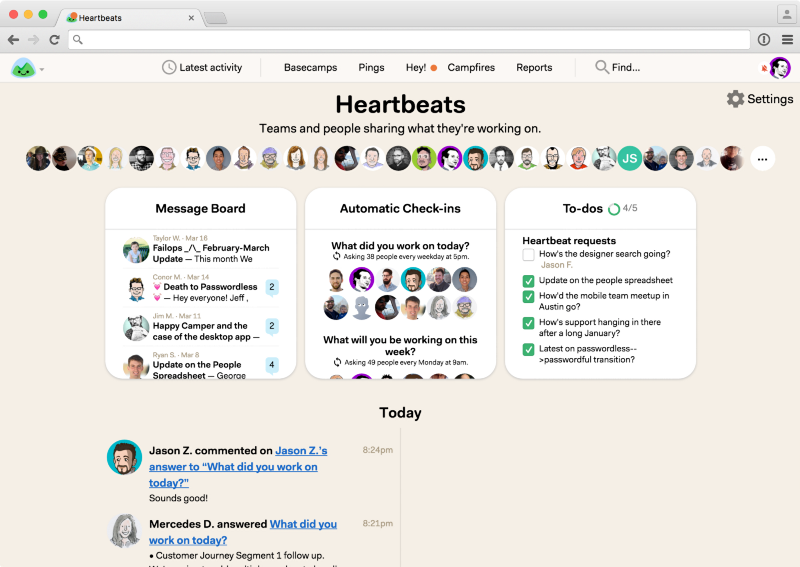 Heartbeats
Latest activity
Basecamps
Pings
Hey!
Campfires
Reports
Find...
Settings
Heartbeats
Teams and people sharing what they're working on.
JS
...
Message Board
Taylor W. · Mar 16
Failops _/\_ February-March
Update — This month We
Conor M. · Mar 14
💓 Death to Passwordless
💓 — Hey everyone! Jeff ,
2
Jim M. · Mar 11
Happy Camper and the
case of the desktop app —
2
Ryan S. · Mar 8
Update on the People
Spreadsheet — George
4
Automatic Check-ins
What did you work on today?
Asking 38 people every weekday at 5pm.
What will you be working on this
week?
Asking 49 people every Monday at 9am.
To-dos 4/5
Heartbeat requests
How's the designer search going?
Jason F.
Update on the people spreadsheet
How'd the mobile team meetup in
Austin go?
How's support hanging in there
after a long January?
Latest on passwordless--
>passwordful transition?
Today
Jason Z. commented on Jason Z.'s
answer to “What did you work on
today?”
8:24pm
Sounds good!
Mercedes D. answered What did you
work on today?
8:21pm
• Customer Journey Segment 1 follow up.